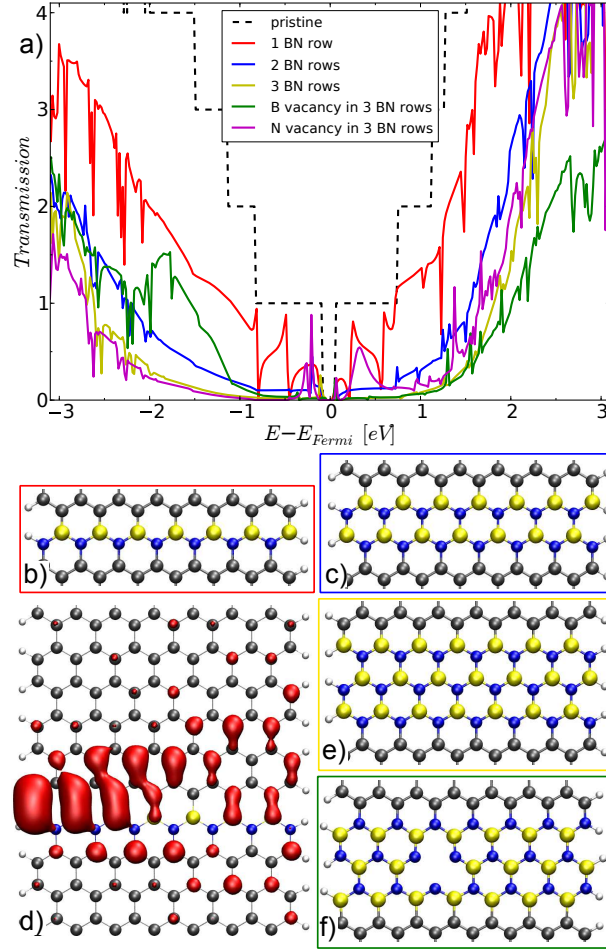 a)
4
3
2
1
0
Transmission
pristine
1 BN row
2 BN rows
3 BN rows
B vacancy in 3 BN rows
N vacancy in 3 BN rows
−3 −2 −1 0 1 2 3
E−E_Fermi [eV]
b) c)
d) e)
f)